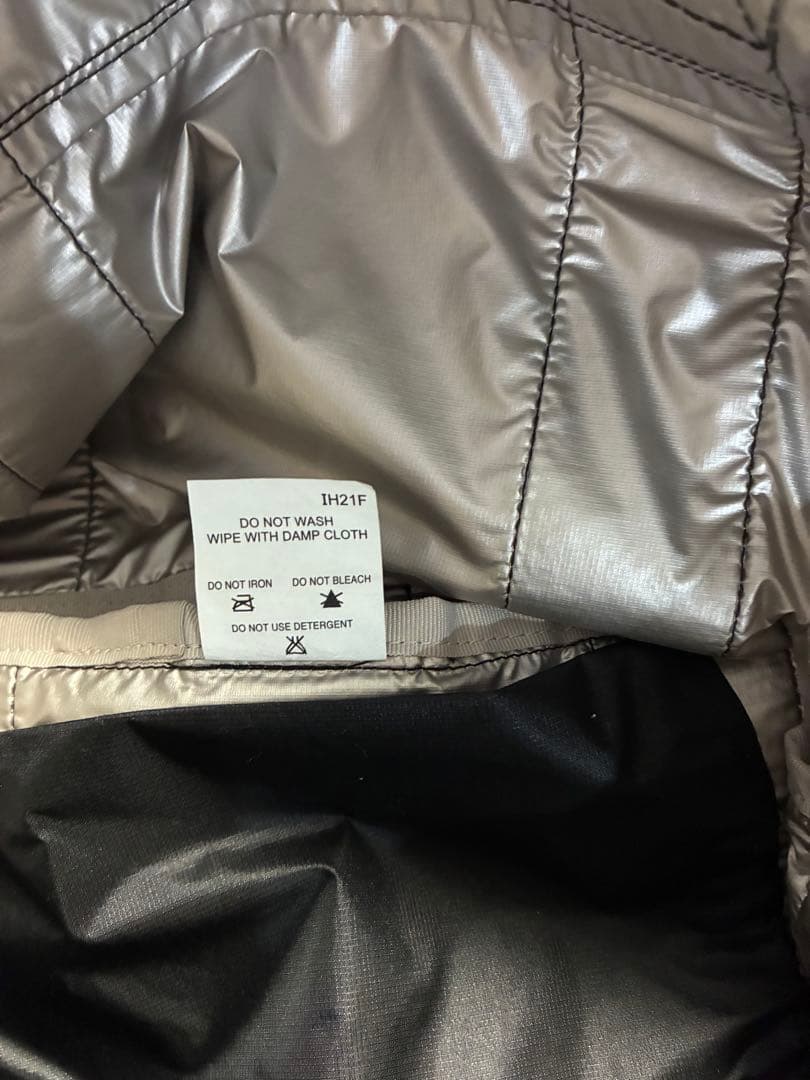 IH21F
DO NOT WASH
WIPE WITH DAMP CLOTH
DO NOT IRON DO NOT BLEACH
DO NOT USE DETERGENT